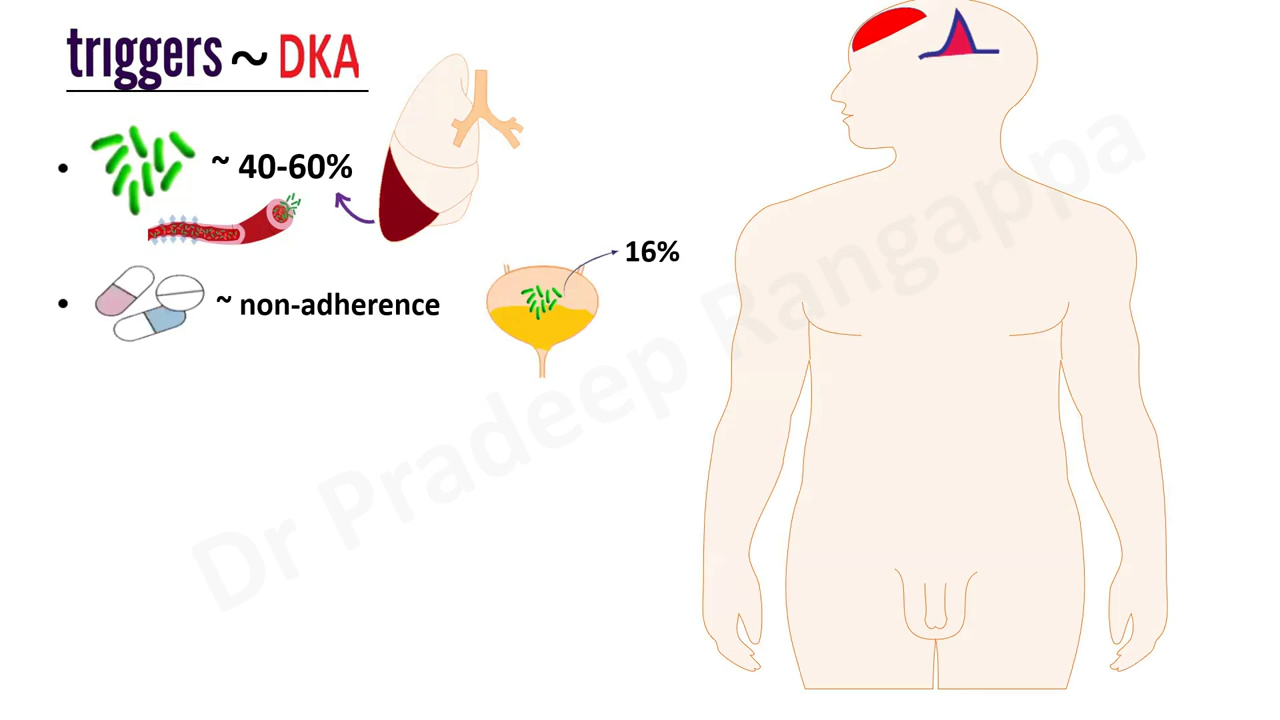 triggers ~ DKA
• ~ 40-60%
16%
• ~ non-adherence
Dr Pradeep Rangappa